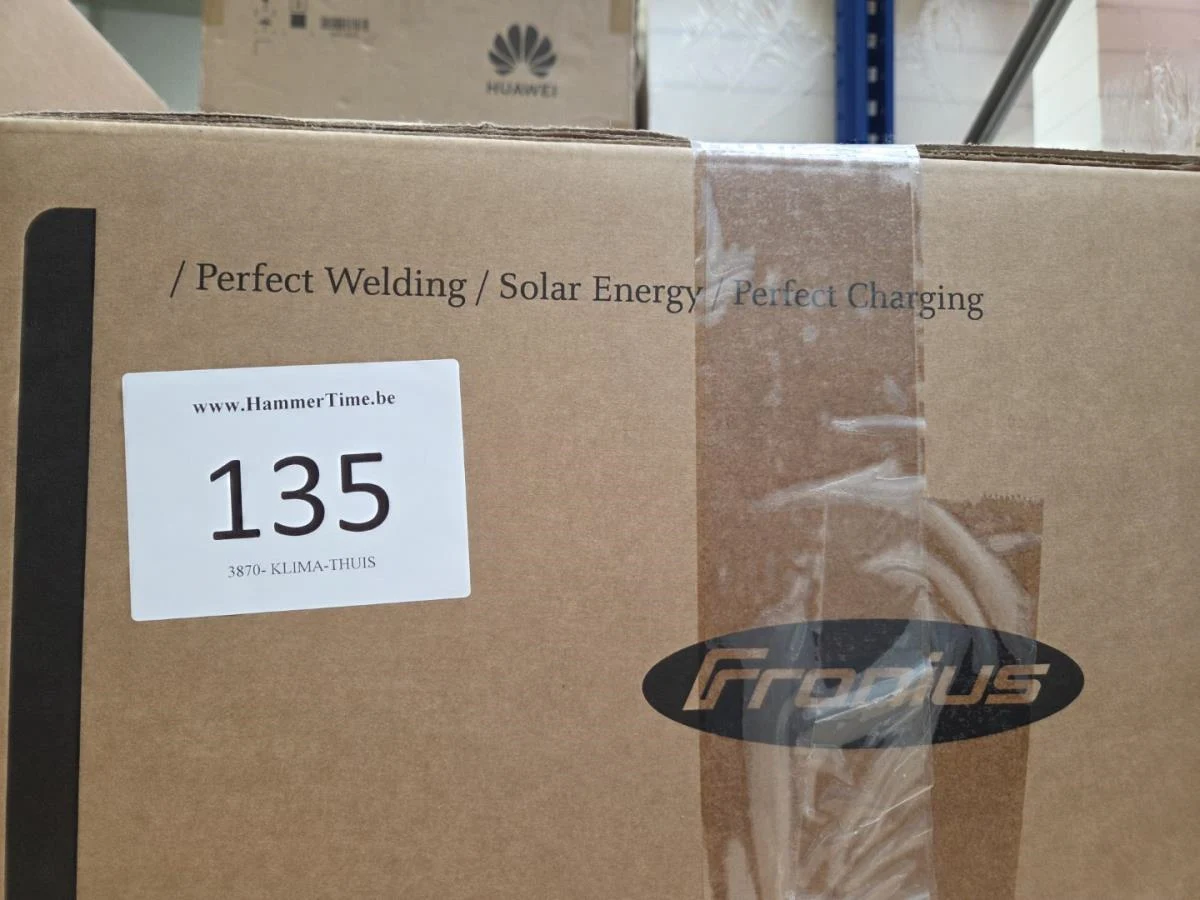 HUAWEI
/ Perfect Welding / Solar Energy / Perfect Charging
www.HammerTime.be
135
3870- KLIMA-THUIS
Fronius